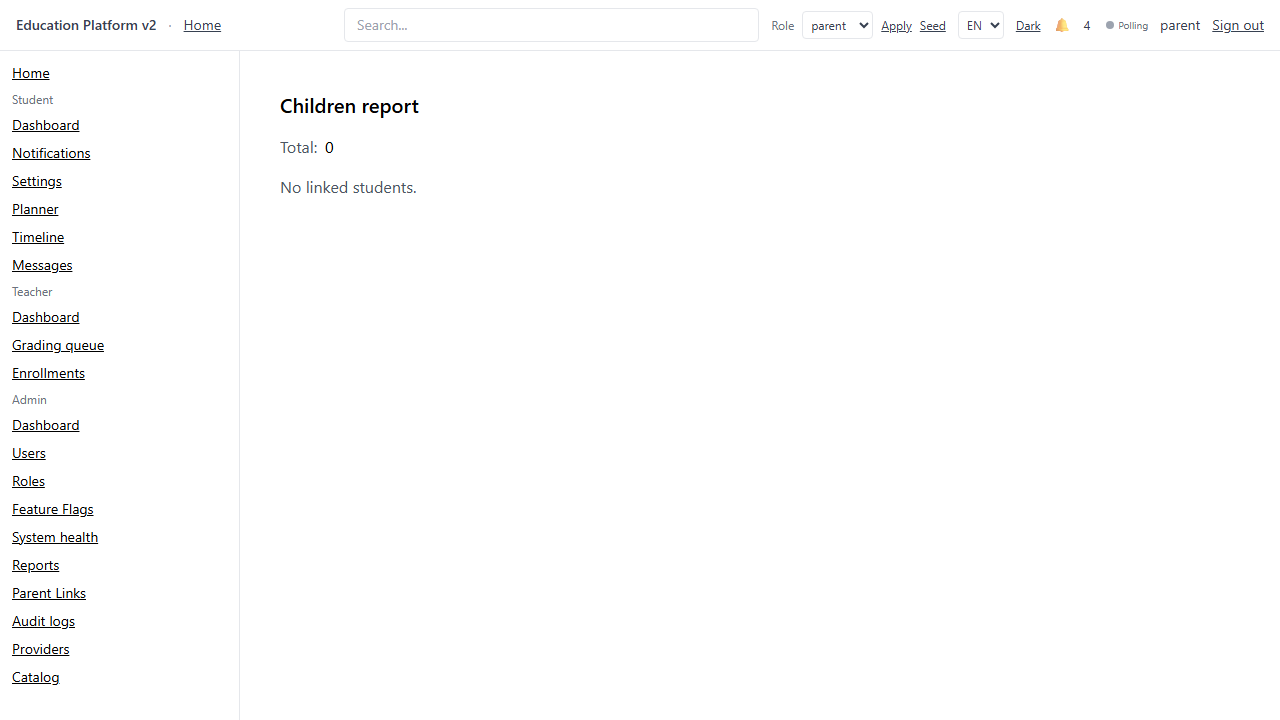 Education Platform v2 · Home Search... Role parent Apply Seed EN Dark 4 Polling parent Sign out
Home
Student
Dashboard
Notifications
Settings
Planner
Timeline
Messages
Teacher
Dashboard
Grading queue
Enrollments
Admin
Dashboard
Users
Roles
Feature Flags
System health
Reports
Parent Links
Audit logs
Providers
Catalog
Children report
Total: 0
No linked students.